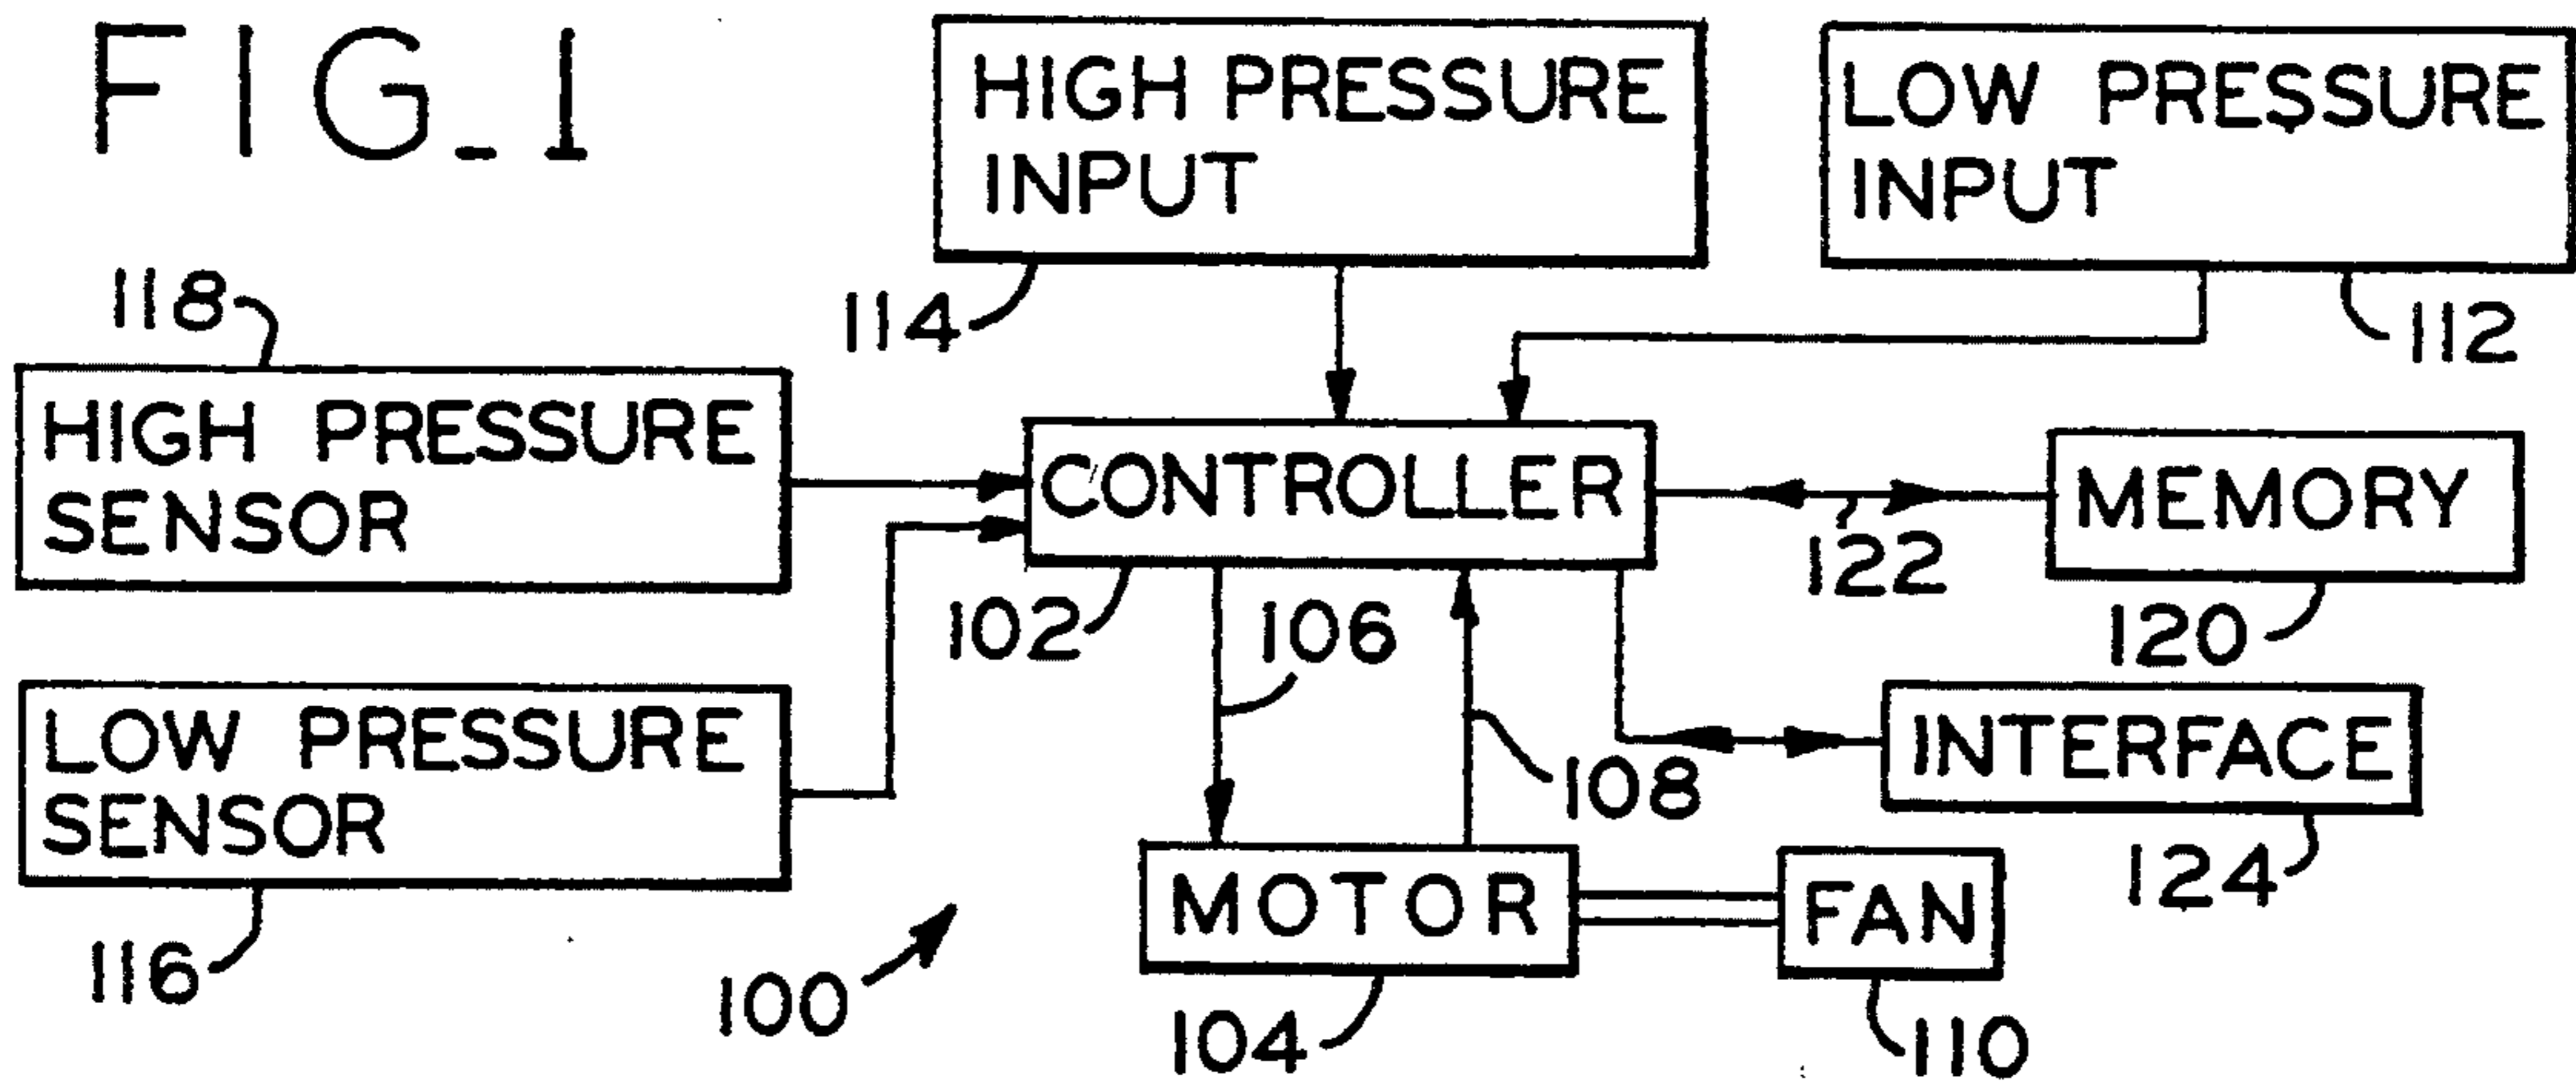 FIG_1
HIGH PRESSURE
INPUT
LOW PRESSURE
INPUT
118
114
112
HIGH PRESSURE
SENSOR
CONTROLLER
MEMORY
122
102
106
120
LOW PRESSURE
SENSOR
INTERFACE
108
124
MOTOR
FAN
116
100
104
110